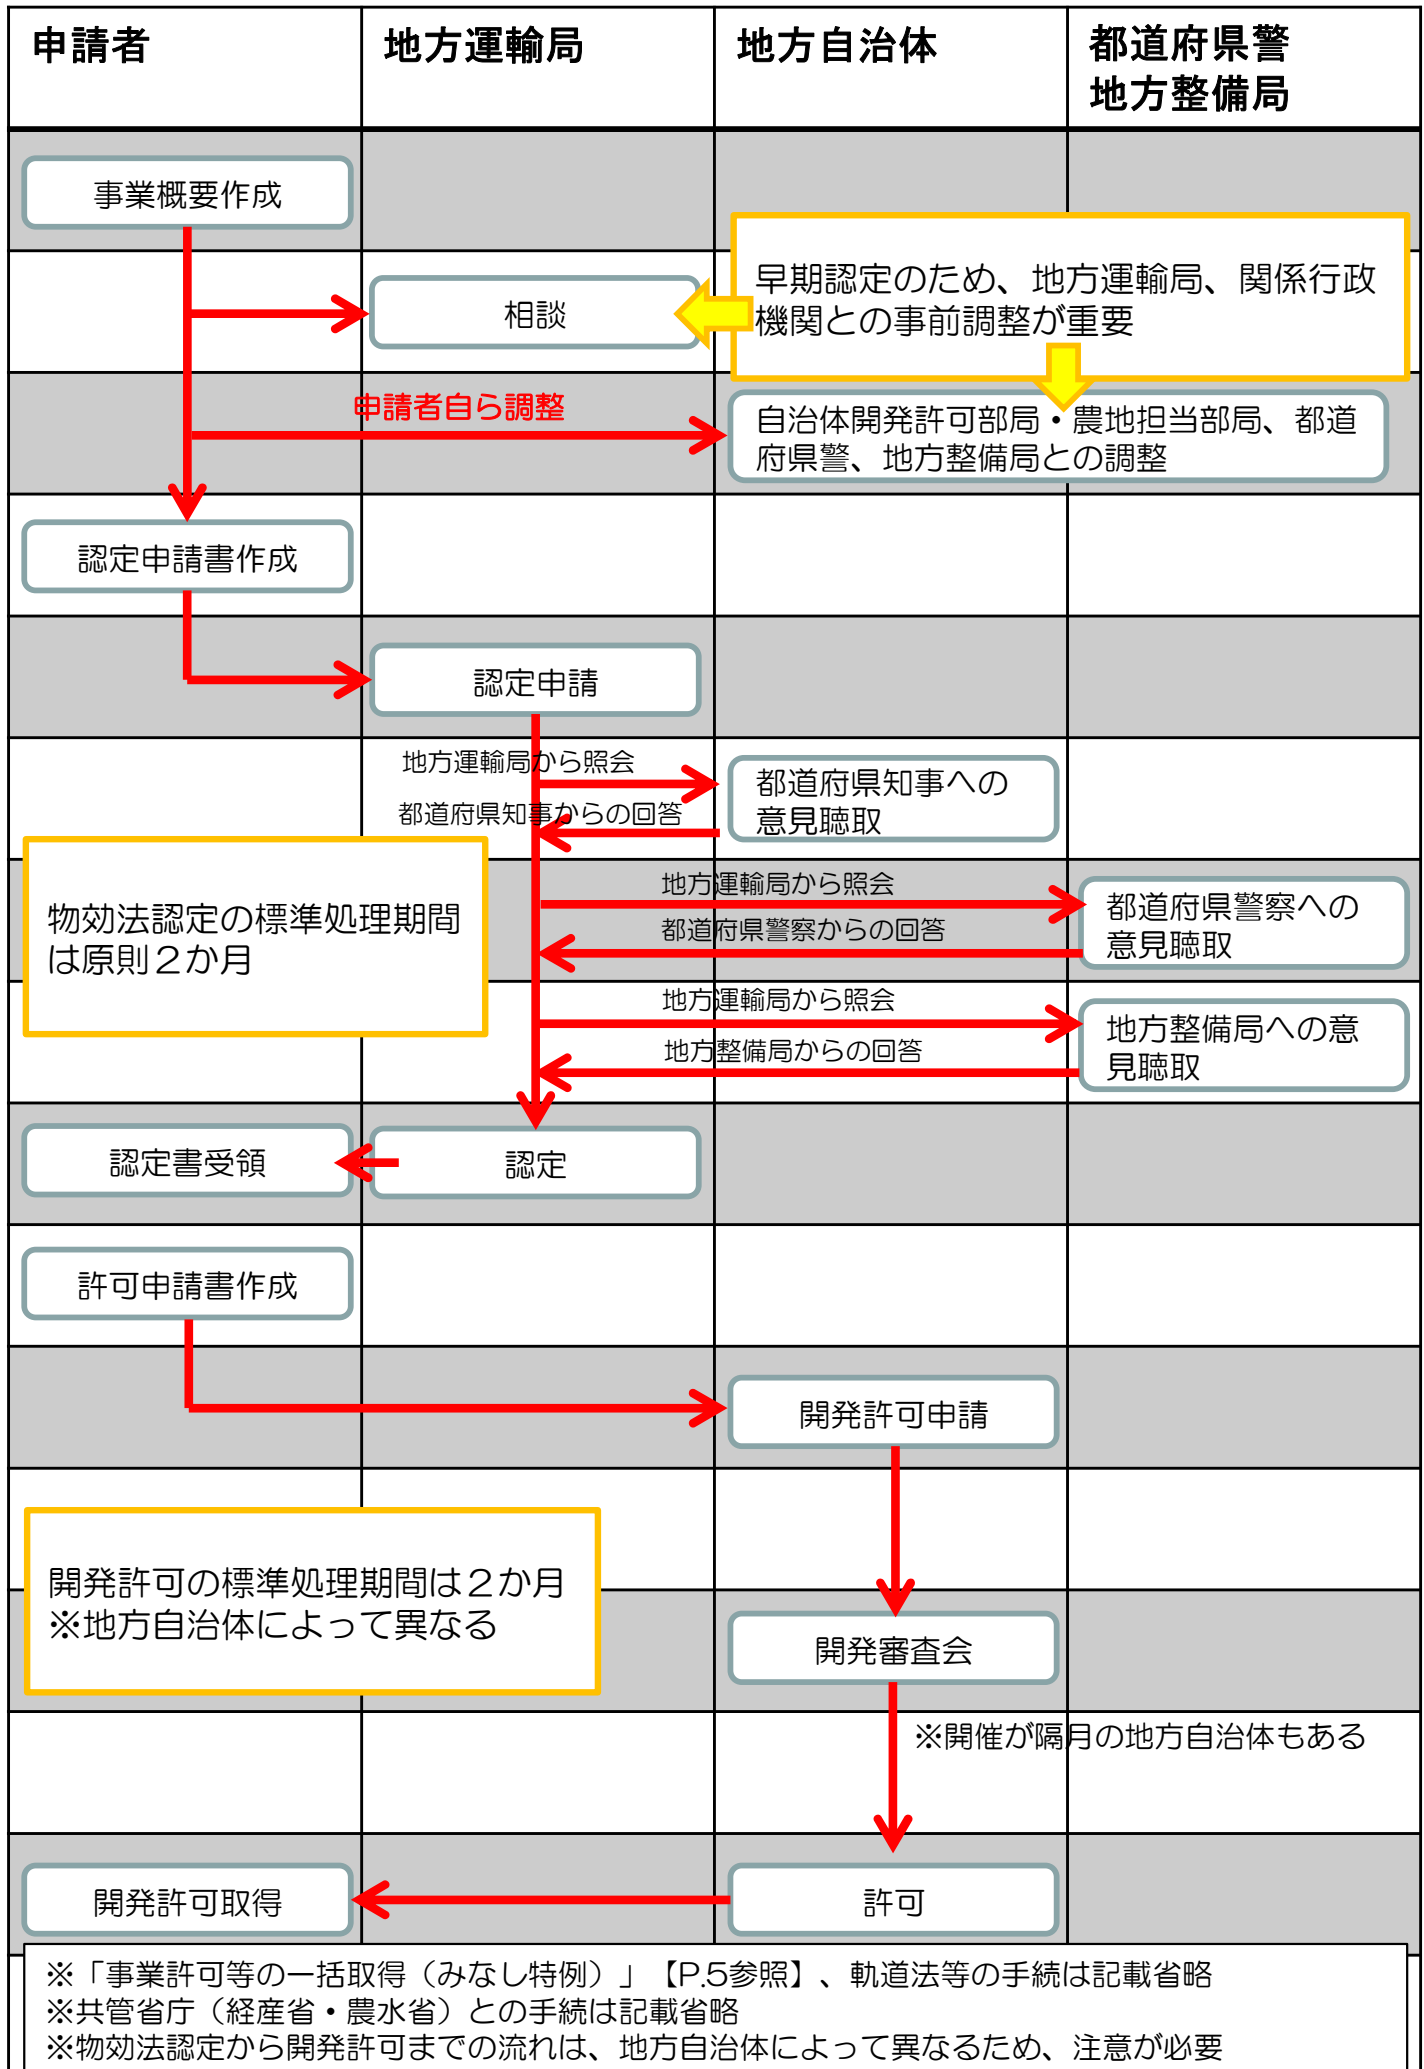 申請者
地方運輸局
地方自治体
都道府県警
地方整備局
事業概要作成
早期認定のため、地方運輸局、関係行政
機関との事前調整が重要
相談
申請者自ら調整
自治体開発許可部局・農地担当部局、都道
府県警、地方整備局との調整
認定申請書作成
認定申請
地方運輸局から照会
都道府県知事への
意見聴取
都道府県知事からの回答
物効法認定の標準処理期間
は原則２か月
地方運輸局から照会
都道府県警察への
意見聴取
都道府県警察からの回答
地方運輸局から照会
地方整備局への意
見聴取
地方整備局からの回答
認定書受領
認定
許可申請書作成
開発許可申請
開発許可の標準処理期間は２か月
※地方自治体によって異なる
開発審査会
※開催が隔月の地方自治体もある
開発許可取得
許可
※「事業許可等の一括取得（みなし特例）」【P.5参照】、軌道法等の手続は記載省略
※共管省庁（経産省・農水省）との手続は記載省略
※物効法認定から開発許可までの流れは、地方自治体によって異なるため、注意が必要